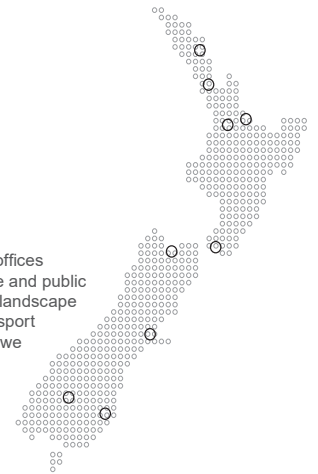 offices
e and public
landscape
sport
we